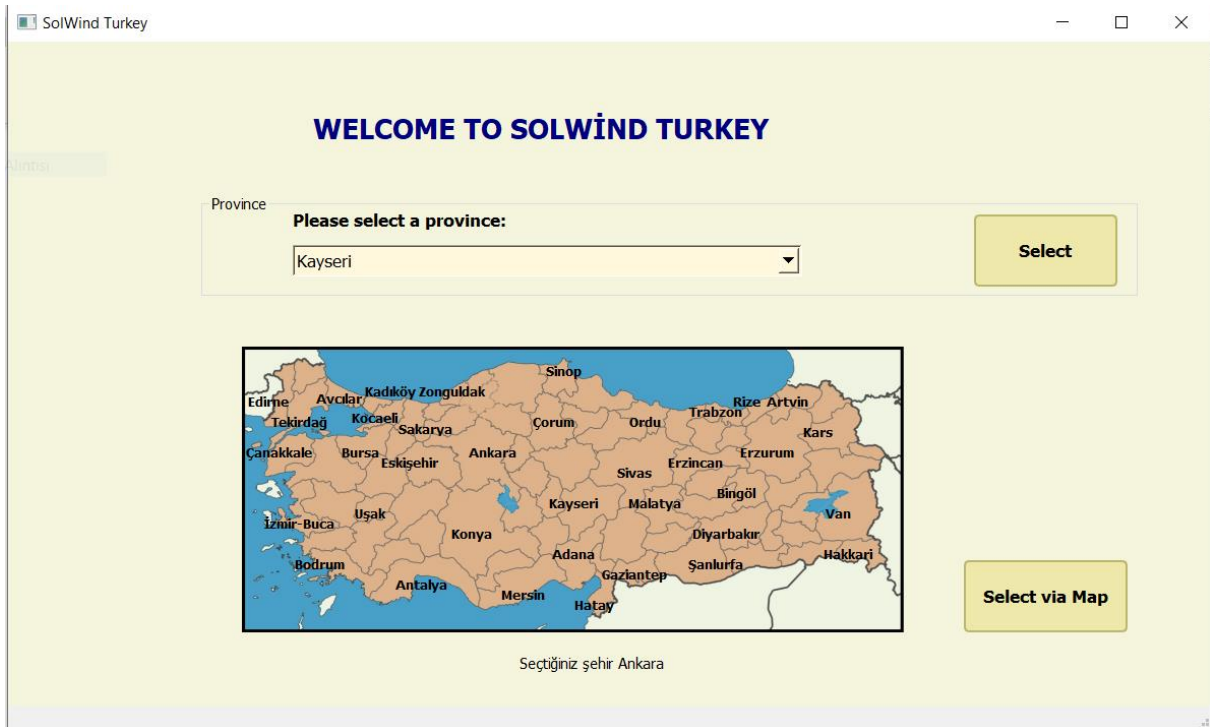 SolWind Turkey
WELCOME TO SOLWİND TURKEY
Alıntısı
Province
Please select a province:
Kayseri
Select
Sinop
Edirne Avcılar Kadıköy Zonguldak Rize Artvin
Tekirdağ Kocaeli Sakarya Çorum Ordu Trabzon Kars
Çanakkale Bursa Eskişehir Ankara Sivas Erzincan Erzurum
Uşak Kayseri Malatya Bingöl Van
İzmir-Buca Konya Diyarbakır
Bodrum Adana Gaziantep Şanlurfa Hakkari
Antalya Mersin Hatay
Select via Map
Seçtiğiniz şehir Ankara